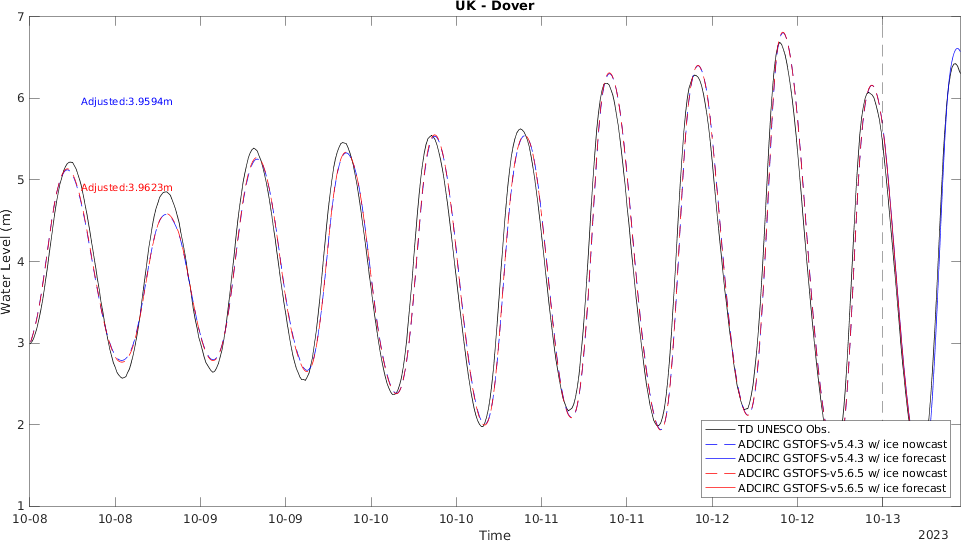 UK - Dover
7
6
5
4
3
2
1
Water Level (m)
Adjusted:3.9594m
Adjusted:3.9623m
TD UNESCO Obs.
ADCIRC GSTOFS-v5.4.3 w/ ice nowcast
ADCIRC GSTOFS-v5.4.3 w/ ice forecast
ADCIRC GSTOFS-v5.6.5 w/ ice nowcast
ADCIRC GSTOFS-v5.6.5 w/ ice forecast
10-08 10-08 10-09 10-09 10-10 10-10 10-11 10-11 10-12 10-12 10-13
Time
2023